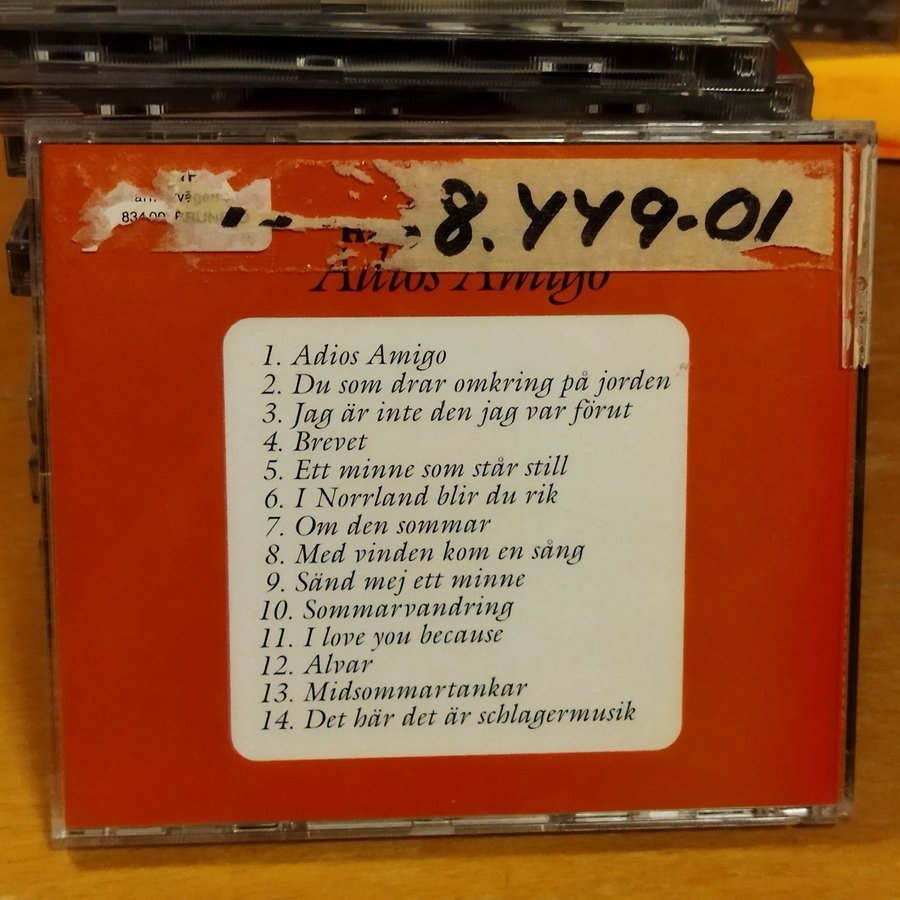 834 00 BRUNFLO
8.449-01
Adios Amigo
1. Adios Amigo
2. Du som drar omkring på jorden
3. Jag är inte den jag var förut
4. Brevet
5. Ett minne som står still
6. I Norrland blir du rik
7. Om den sommar
8. Med vinden kom en sång
9. Sänd mej ett minne
10. Sommarvandring
11. I love you because
12. Alvar
13. Midsommartankar
14. Det här det är schlagermusik